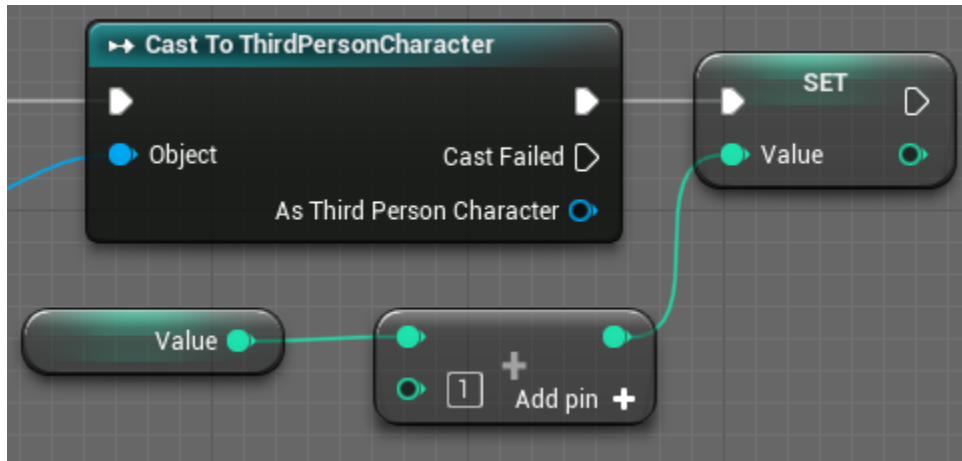 Cast To ThirdPersonCharacter
SET
Object
Cast Failed
Value
As Third Person Character
Value
1
Add pin